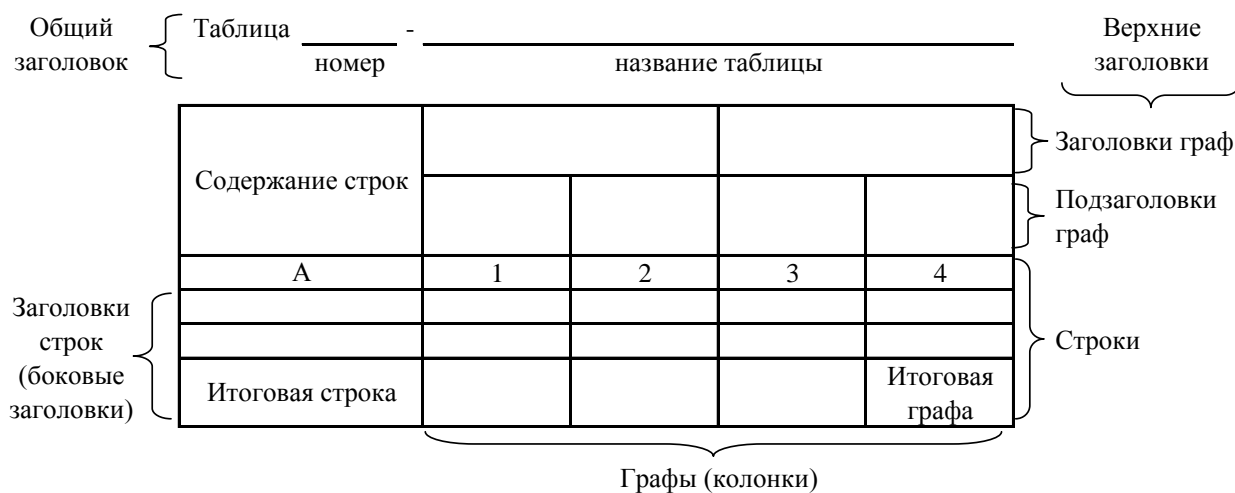 Общий
заголовок
Таблица -
номер
название таблицы
Верхние
заголовки
Содержание строк
Заголовки граф
Подзаголовки
граф
А 1 2 3 4
Заголовки
строк
(боковые
заголовки)
Строки
Итоговая строка
Итоговая
графа
Графы (колонки)